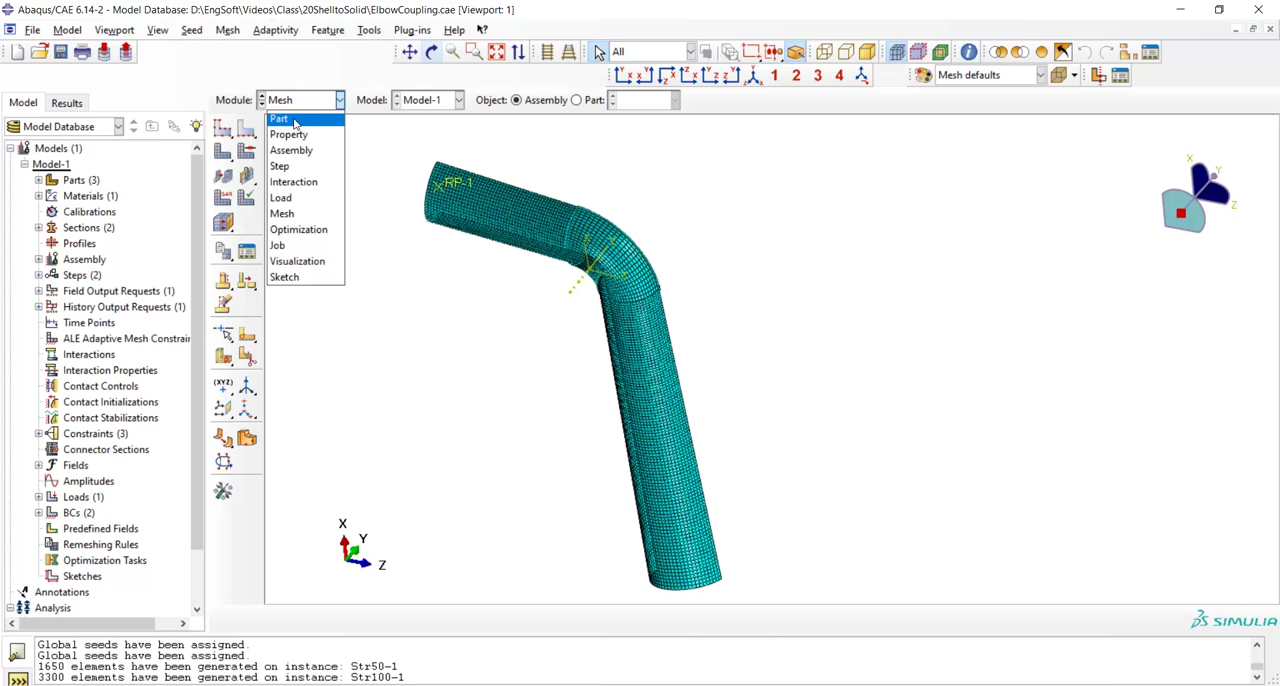 Abaqus/CAE 6.14-2 - Model Database: D:\EngSoft\Videos\Class\20ShelltoSolid\ElbowCoupling.cae [Viewport: 1]
File Model Viewport View Seed Mesh Adaptivity Feature Tools Plug-ins Help
All
1 2 3 4 Mesh defaults
Model Results Module: Mesh Model: Model-1 Object: Assembly Part:
Model Database
Part
Property
Assembly
Step
Interaction
Load
Mesh
Optimization
Job
Visualization
Sketch
Models (1)
Model-1
Parts (3)
Materials (1)
Calibrations
Sections (2)
Profiles
Assembly
Steps (2)
Field Output Requests (1)
History Output Requests (1)
Time Points
ALE Adaptive Mesh Constrain
Interactions
Interaction Properties
Contact Controls
Contact Initializations
Contact Stabilizations
Constraints (3)
Connector Sections
Fields
Amplitudes
Loads (1)
BCs (2)
Predefined Fields
Remeshing Rules
Optimization Tasks
Sketches
Annotations
Analysis
(XYZ)
RP-1
X
Y
Z
X
Y
Z
SIMULIA
Global seeds have been assigned.
Global seeds have been assigned.
1650 elements have been generated on instance: Str50-1
3300 elements have been generated on instance: Str100-1